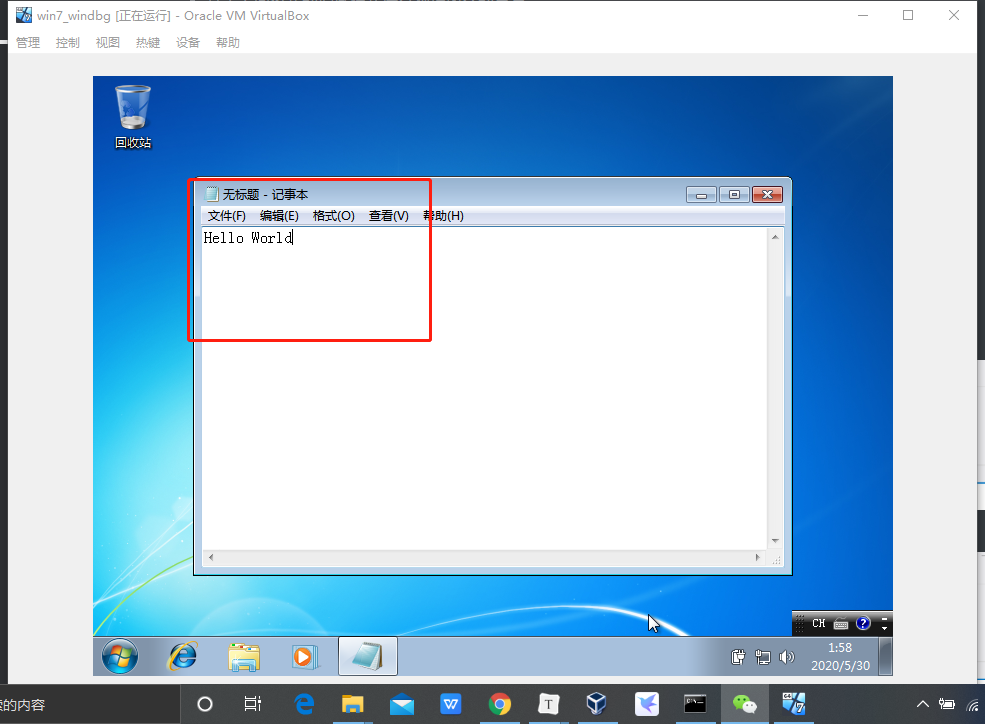 win7_windbg [正在运行] - Oracle VM VirtualBox
管理 控制 视图 热键 设备 帮助
回收站
无标题 - 记事本
文件(F) 编辑(E) 格式(O) 查看(V) 帮助(H)
Hello World
CH
1:58
2020/5/30
的内容